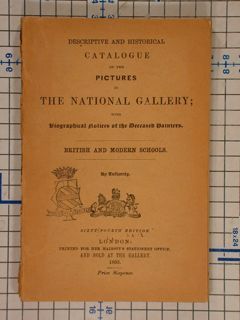 DESCRIPTIVE AND HISTORICAL
CATALOGUE
OF THE
PICTURES
IN
THE NATIONAL GALLERY;
WITH
Biographical Notices of the Deceased Painters.
BRITISH AND MODERN SCHOOLS.
By Authority.
SIXTY-FOURTH EDITION
LONDON:
PRINTED FOR HER MAJESTY'S STATIONERY OFFICE,
AND SOLD AT THE GALLERY.
Price Sixpence
18x24